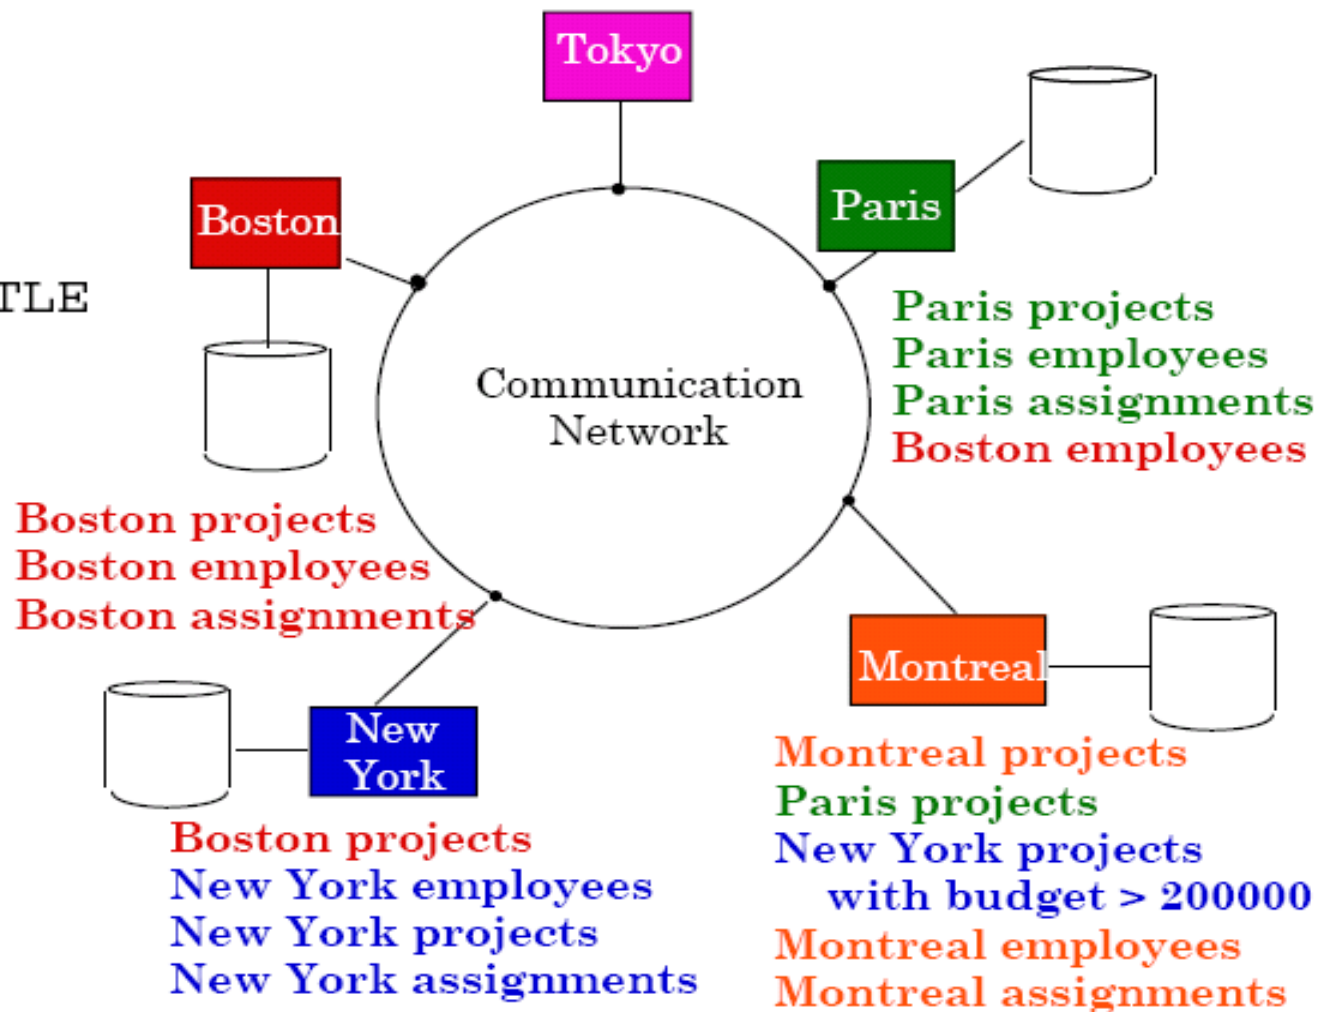 Tokyo
Paris
Boston
TLE
Paris projects
Paris employees
Paris assignments
Boston employees
Communication
Network
Boston projects
Boston employees
Boston assignments
Montreal
New
York
Montreal projects
Paris projects
New York projects
with budget > 200000
Montreal employees
Montreal assignments
Boston projects
New York employees
New York projects
New York assignments